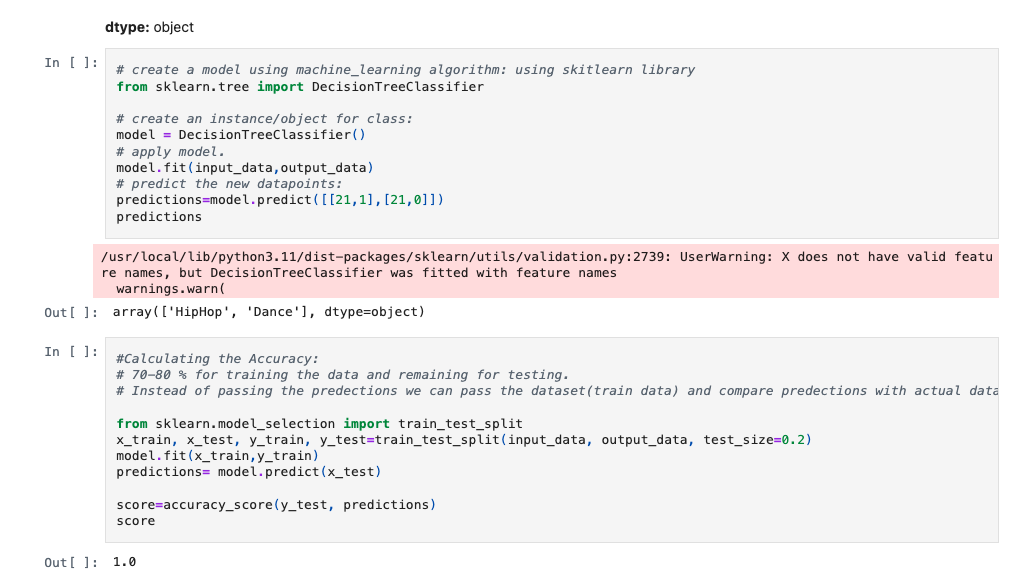 dtype: object
In [ ]:
# create a model using machine_learning algorithm: using skitlearn library
from sklearn.tree import DecisionTreeClassifier
# create an instance/object for class:
model = DecisionTreeClassifier()
# apply model.
model.fit(input_data,output_data)
# predict the new datapoints:
predictions=model.predict([[21,1],[21,0]])
predictions
/usr/local/lib/python3.11/dist-packages/sklearn/utils/validation.py:2739: UserWarning: X does not have valid featu
re names, but DecisionTreeClassifier was fitted with feature names
  warnings.warn(
Out[ ]: array(['HipHop', 'Dance'], dtype=object)
In [ ]:
#Calculating the Accuracy:
# 70-80 % for training the data and remaining for testing.
# Instead of passing the predections we can pass the dataset(train data) and compare predections with actual data
from sklearn.model_selection import train_test_split
x_train, x_test, y_train, y_test=train_test_split(input_data, output_data, test_size=0.2)
model.fit(x_train,y_train)
predictions= model.predict(x_test)
score=accuracy_score(y_test, predictions)
score
Out[ ]: 1.0